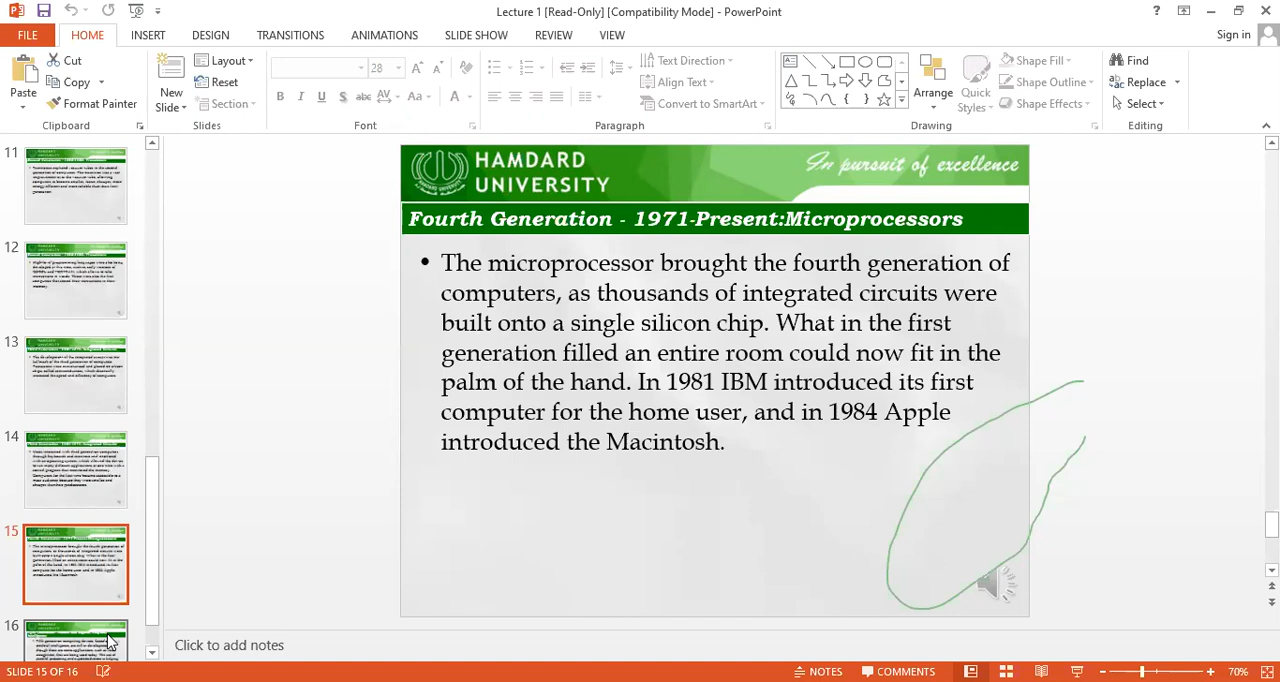 Lecture 1 [Read-Only] [Compatibility Mode] - PowerPoint
?
FILE
HOME
INSERT
DESIGN
TRANSITIONS
ANIMATIONS
SLIDE SHOW
REVIEW
VIEW
Sign in
Paste
Cut
Copy
Format Painter
Clipboard
New
Slide
Layout
Reset
Section
Slides
28
B I U S abc AV Aa A
Font
Text Direction
Align Text
Convert to SmartArt
Paragraph
Arrange
Quick
Styles
Shape Fill
Shape Outline
Shape Effects
Drawing
Find
Replace
Select
Editing
11
12
13
14
15
16
HAMDARD
UNIVERSITY
In pursuit of excellence
Fourth Generation - 1971-Present:Microprocessors
• The microprocessor brought the fourth generation of
computers, as thousands of integrated circuits were
built onto a single silicon chip. What in the first
generation filled an entire room could now fit in the
palm of the hand. In 1981 IBM introduced its first
computer for the home user, and in 1984 Apple
introduced the Macintosh.
Click to add notes
SLIDE 15 OF 16
NOTES
COMMENTS
70%